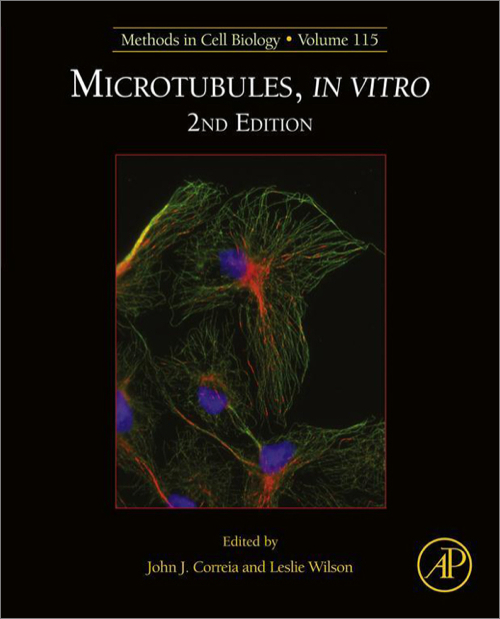 Methods in Cell Biology • Volume 115
MICROTUBULES, IN VITRO
2ND EDITION
Edited by
John J. Correia and Leslie Wilson
AP